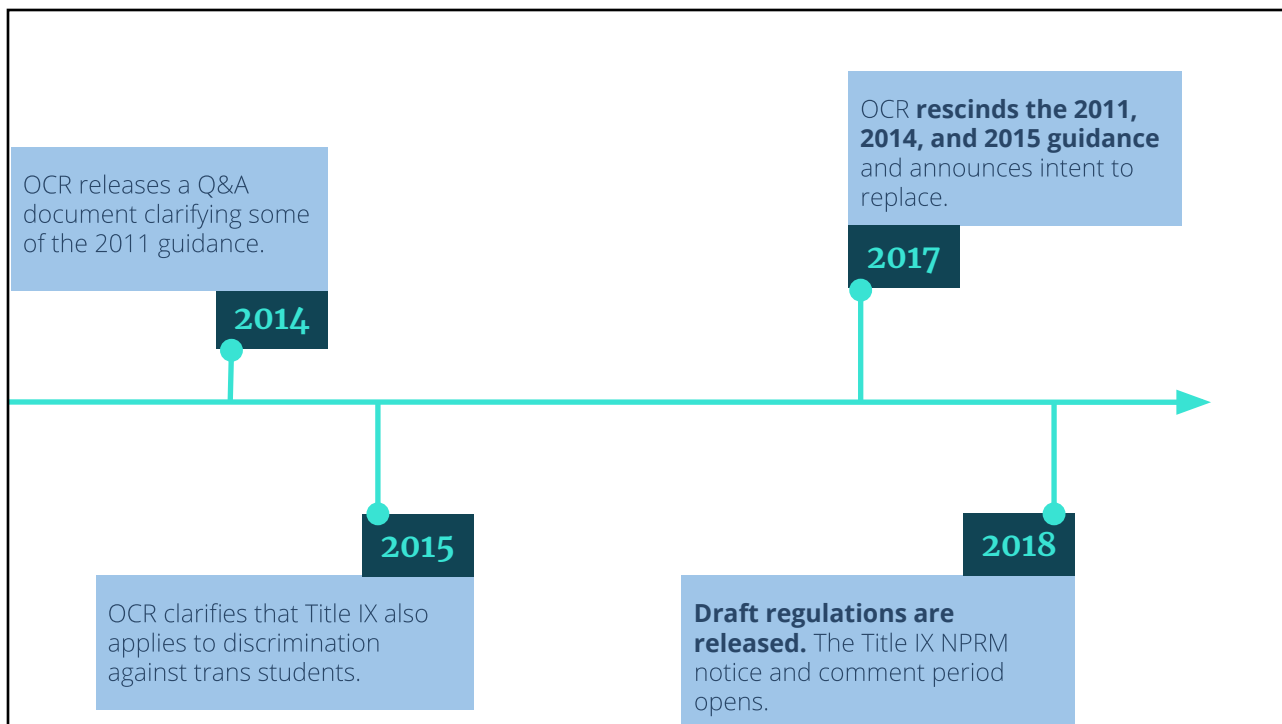 OCR releases a Q&A
document clarifying some
of the 2011 guidance.
2014
OCR clarifies that Title IX also
applies to discrimination
against trans students.
2015
OCR rescinds the 2011,
2014, and 2015 guidance
and announces intent to
replace.
2017
2018
Draft regulations are
released. The Title IX NPRM
notice and comment period
opens.